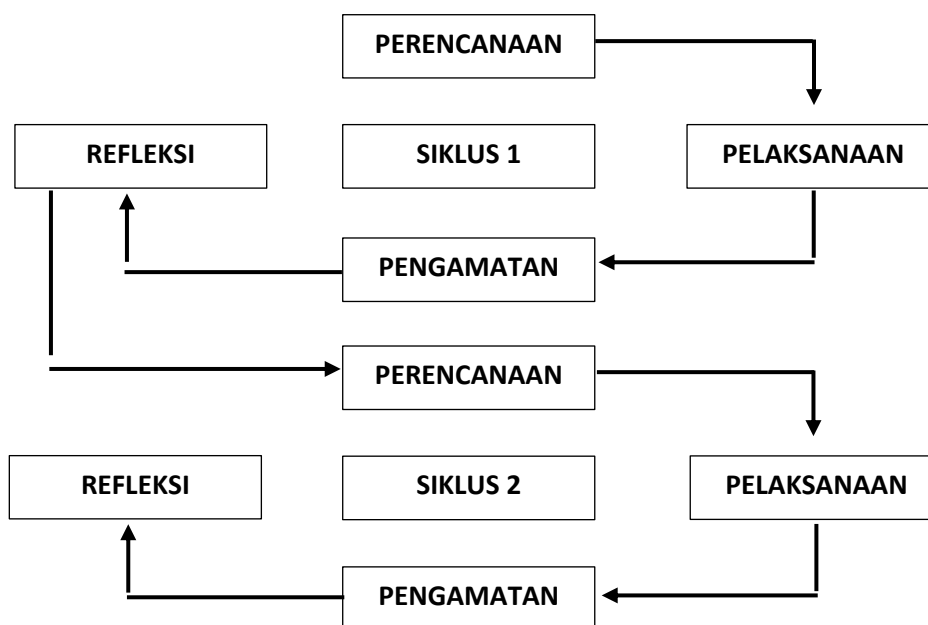 PERENCANAAN
REFLEKSI
SIKLUS 1
PELAKSANAAN
PENGAMATAN
PERENCANAAN
REFLEKSI
SIKLUS 2
PELAKSANAAN
PENGAMATAN